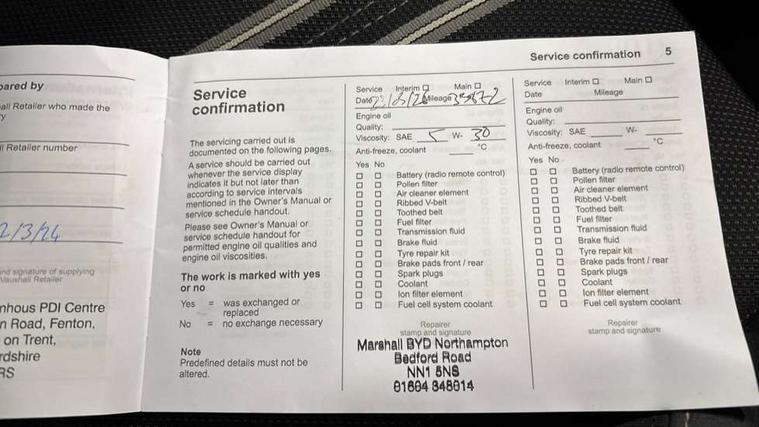 pared by
all Retailer who made the
y
l Retailer number
2/3/24
nd signature of supplying
Vauxhall Retailer
nhous PDI Centre
n Road, Fenton,
on Trent,
rdshire
RS
Service confirmation 5
Service
confirmation
The servicing carried out is
documented on the following pages.
A service should be carried out
whenever the service display
indicates it but not later than
according to service intervals
mentioned in the Owner's Manual or
service schedule handout.
Please see Owner's Manual or
service schedule handout for
permitted engine oil qualities and
engine oil viscosities.
The work is marked with yes
or no
Yes = was exchanged or
replaced
No = no exchange necessary
Note
Predefined details must not be
altered.
Service Interim Main
Date Mileage
Engine oil
Quality:
Viscosity: SAE 5 W- 30
Anti-freeze, coolant °C
Yes No
Battery (radio remote control)
Pollen filter
Air cleaner element
Ribbed V-belt
Toothed belt
Fuel filter
Transmission fluid
Brake fluid
Tyre repair kit
Brake pads front / rear
Spark plugs
Coolant
Ion filter element
Fuel cell system coolant
Repairer
stamp and signature
Marshall BYD Northampton
Bedford Road
NN1 5NS
01604 348014
Service Interim Main
Date Mileage
Engine oil
Quality:
Viscosity: SAE W-
Anti-freeze, coolant °C
Yes No
Battery (radio remote control)
Pollen filter
Air cleaner element
Ribbed V-belt
Toothed belt
Fuel filter
Transmission fluid
Brake fluid
Tyre repair kit
Brake pads front / rear
Spark plugs
Coolant
Ion filter element
Fuel cell system coolant
Repairer
stamp and signature